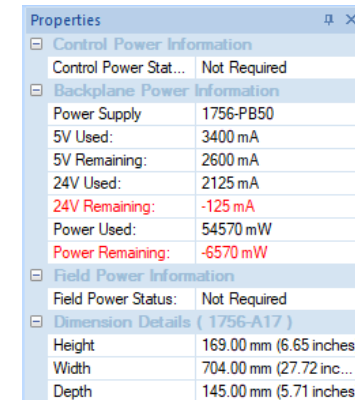 Properties
Control Power Information
Control Power Stat... Not Required
Backplane Power Information
Power Supply 1756-PB50
5V Used: 3400 mA
5V Remaining: 2600 mA
24V Used: 2125 mA
24V Remaining: -125 mA
Power Used: 54570 mW
Power Remaining: -6570 mW
Field Power Information
Field Power Status: Not Required
Dimension Details ( 1756-A17 )
Height 169.00 mm (6.65 inches
Width 704.00 mm (27.72 inc...
Depth 145.00 mm (5.71 inches